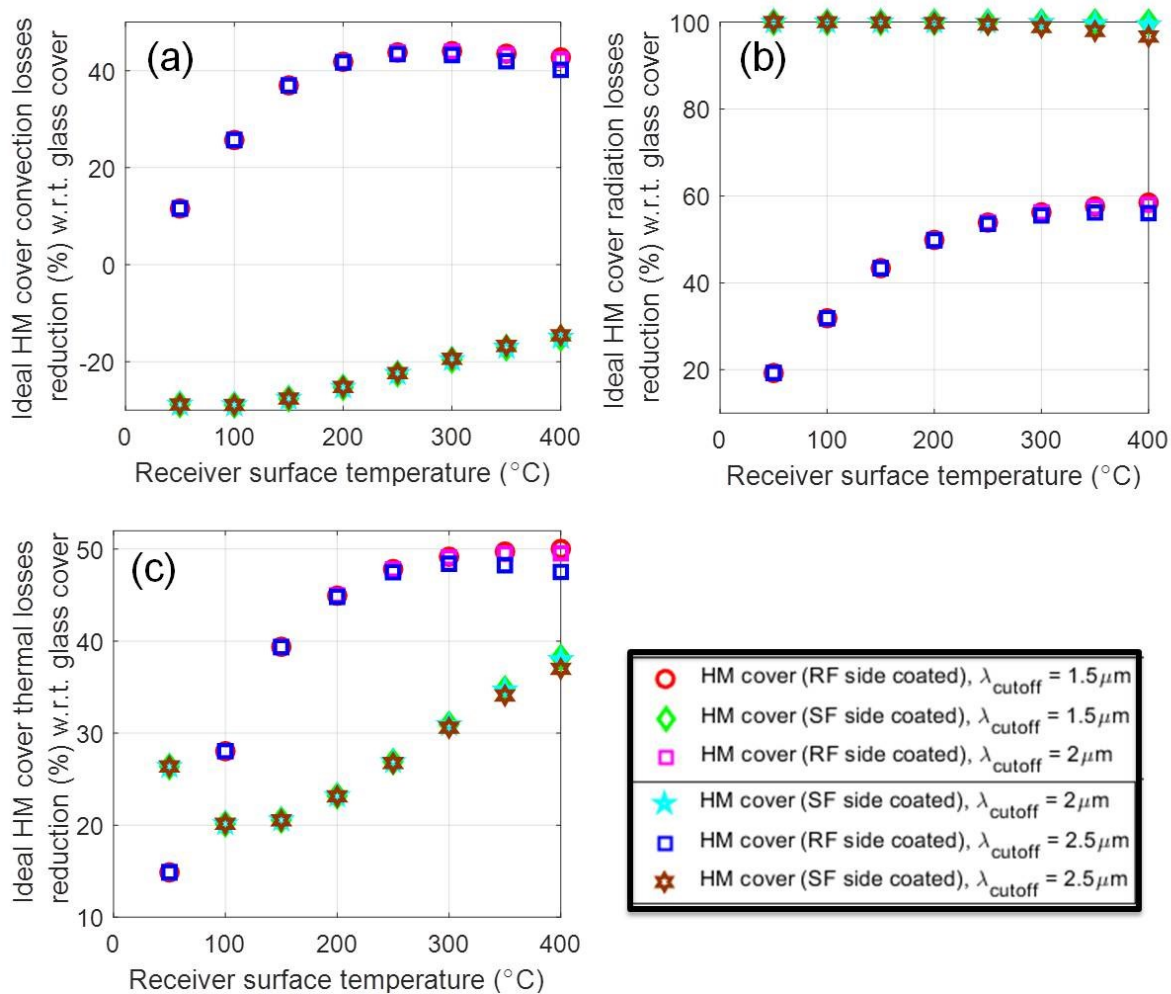 (a)
Ideal HM cover convection losses
reduction (%) w.r.t. glass cover
40
20
0
-20
0 100 200 300 400
Receiver surface temperature (°C)
(b)
Ideal HM cover radiation losses
reduction (%) w.r.t. glass cover
100
80
60
40
20
0 100 200 300 400
Receiver surface temperature (°C)
(c)
Ideal HM cover thermal losses
reduction (%) w.r.t. glass cover
50
40
30
20
10
0 100 200 300 400
Receiver surface temperature (°C)
HM cover (RF side coated), λcutoff = 1.5μm
HM cover (SF side coated), λcutoff = 1.5μm
HM cover (RF side coated), λcutoff = 2μm
HM cover (SF side coated), λcutoff = 2μm
HM cover (RF side coated), λcutoff = 2.5μm
HM cover (SF side coated), λcutoff = 2.5μm